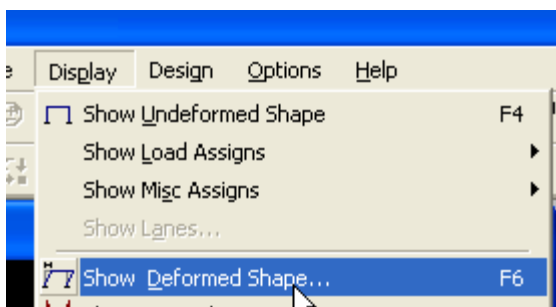 Display Design Options Help
Show Undeformed Shape F4
Show Load Assigns
Show Misc Assigns
Show Lanes...
Show Deformed Shape... F6